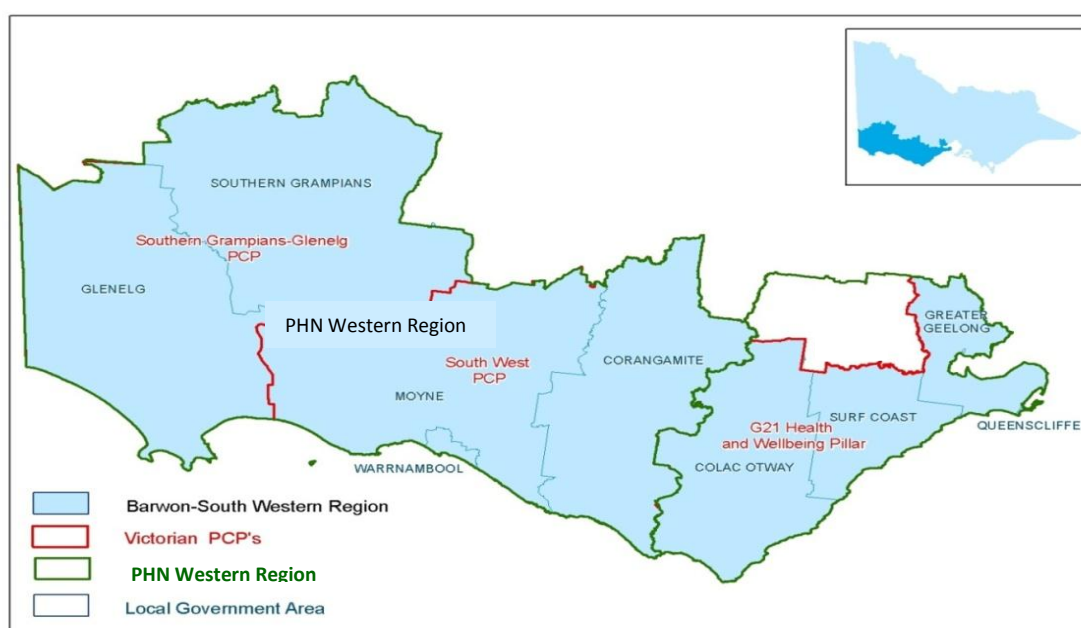 SOUTHERN GRAMPIANS
Southern Grampians-Glenelg
PCP
GLENELG
PHN Western Region
GREATER
GEELONG
South West
PCP
CORANGAMITE
MOYNE
SURF COAST
G21 Health
and Wellbeing Pillar
QUEENSCLIFFE
COLAC OTWAY
WARRNAMBOOL
Barwon-South Western Region
Victorian PCP's
PHN Western Region
Local Government Area